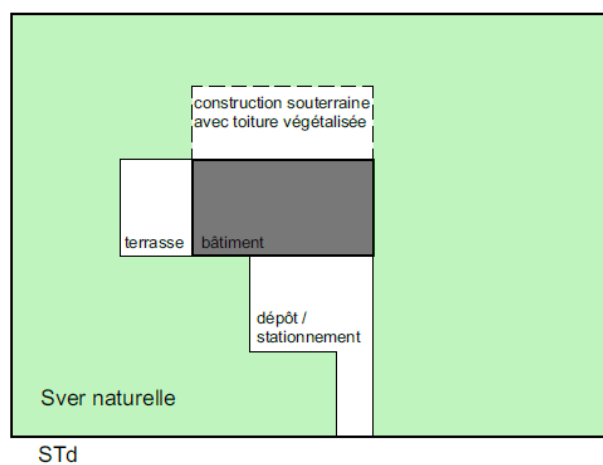 construction souterraine
avec toiture végétalisée
terrasse
bâtiment
dépôt /
stationnement
Sver naturelle
STd